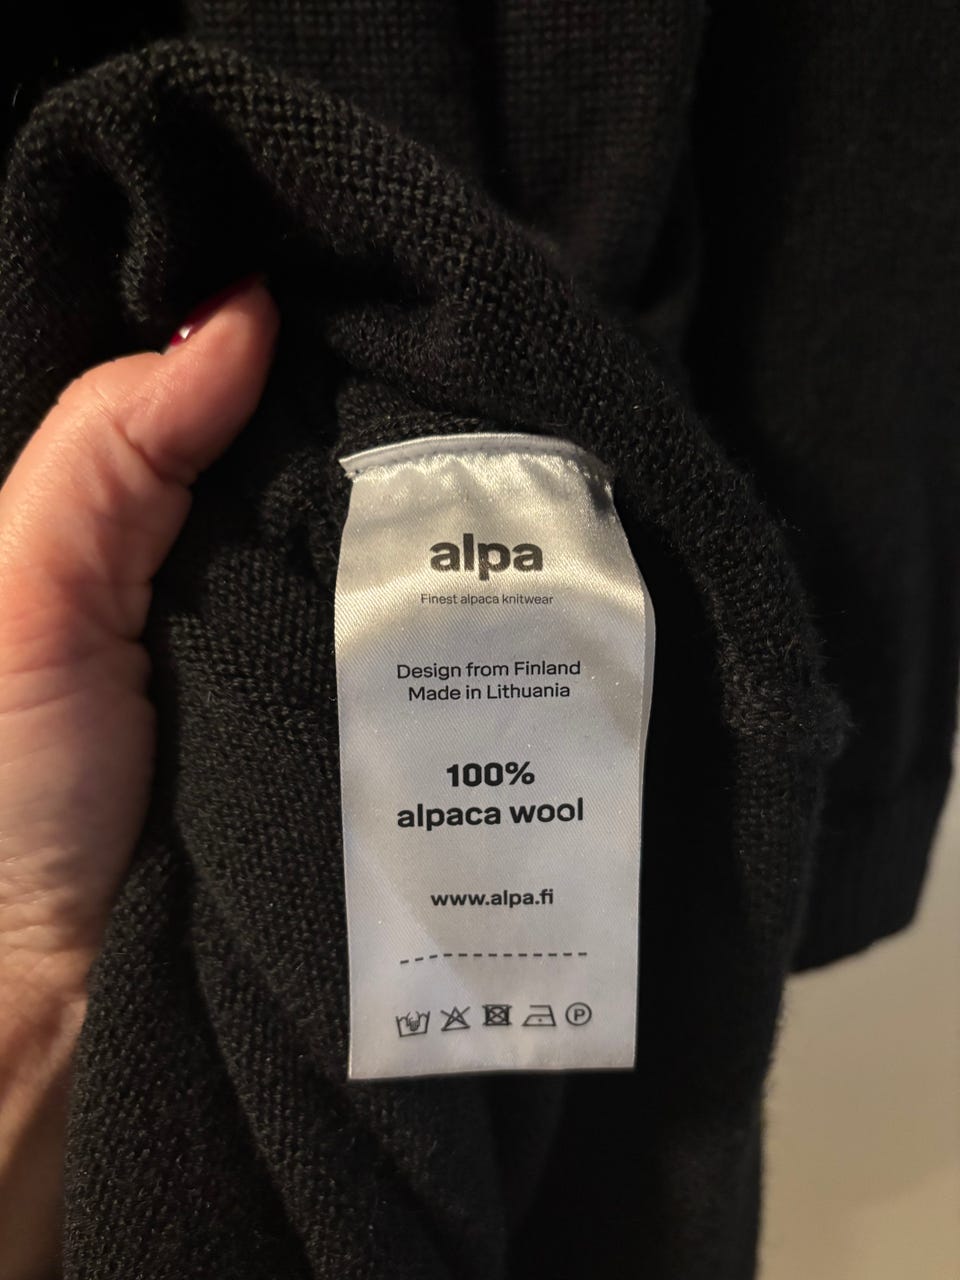 alpa
Finest alpaca knitwear
Design from Finland
Made in Lithuania
100%
alpaca wool
www.alpa.fi
P